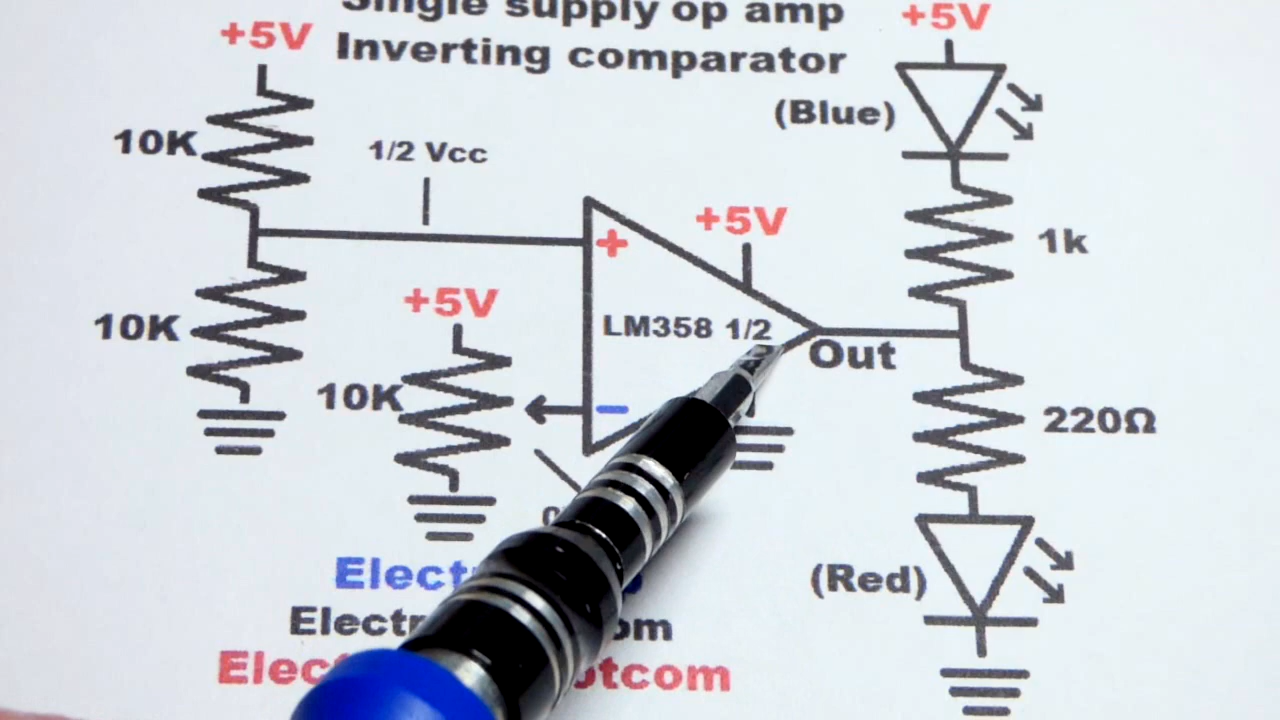 Single supply op amp
Inverting comparator
+5V
+5V
(Blue)
10K
1/2 Vcc
+5V
1k
+
+5V
10K
LM358 1/2
Out
10K
-
220Ω
(Red)